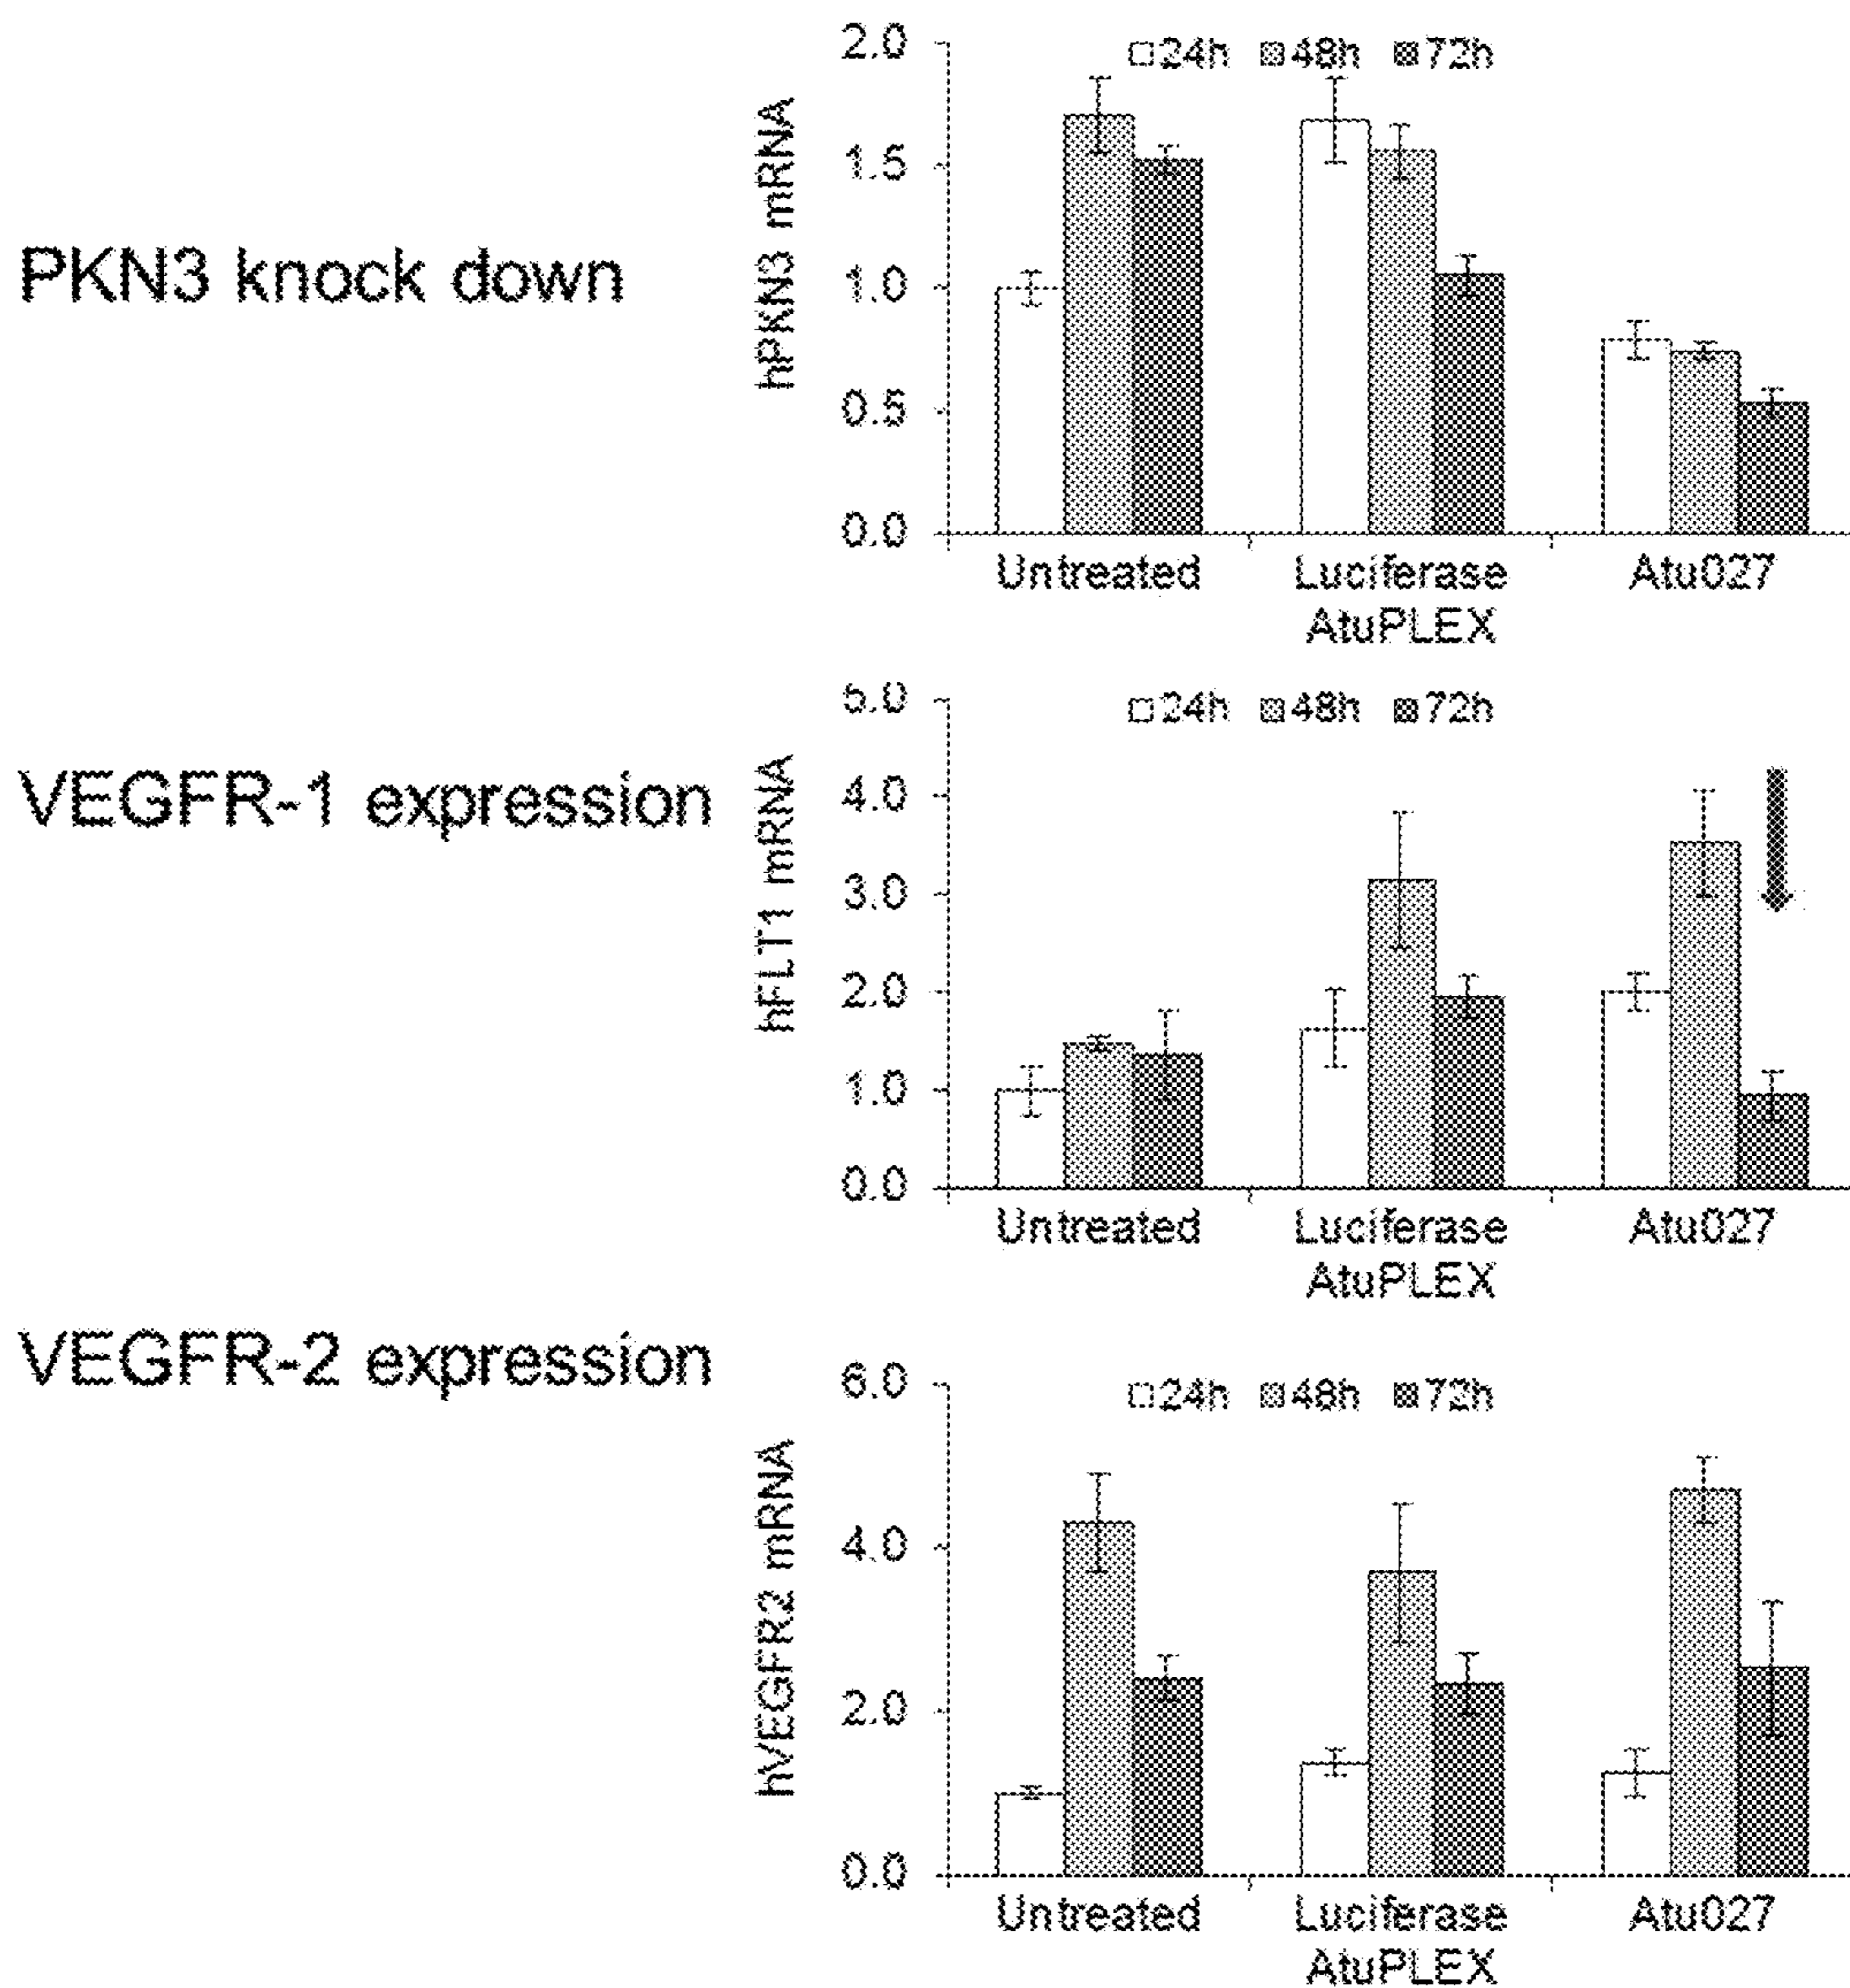 2.0
24h 48h 72h
1.5
1.0
0.5
0.0
hPKN3 mRNA
PKN3 knock down
Untreated Luciferase Atu027
AtuPLEX
5.0
24h 48h 72h
4.0
3.0
2.0
1.0
0.0
hFLT1 mRNA
VEGFR-1 expression
Untreated Luciferase Atu027
AtuPLEX
VEGFR-2 expression
6.0
24h 48h 72h
4.0
2.0
0.0
hVEGFR2 mRNA
Untreated Luciferase Atu027
AtuPLEX